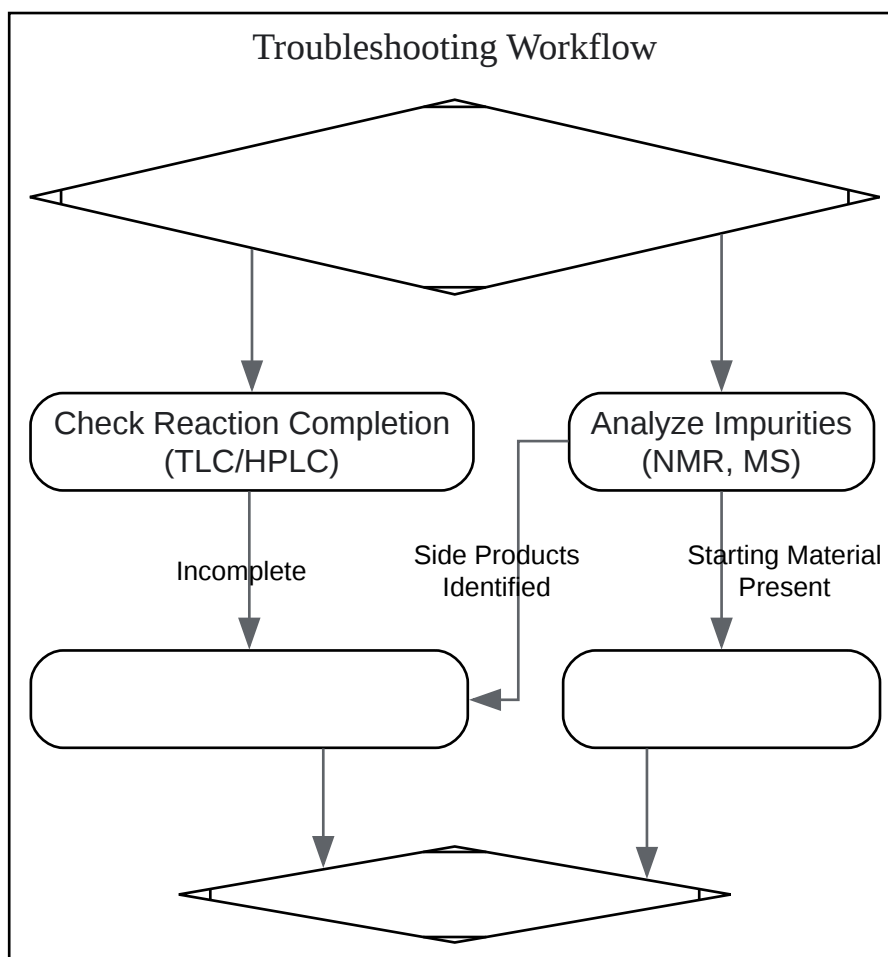 Troubleshooting Workflow
Check Reaction Completion
(TLC/HPLC)
Analyze Impurities
(NMR, MS)
Incomplete
Side Products
Identified
Starting Material
Present